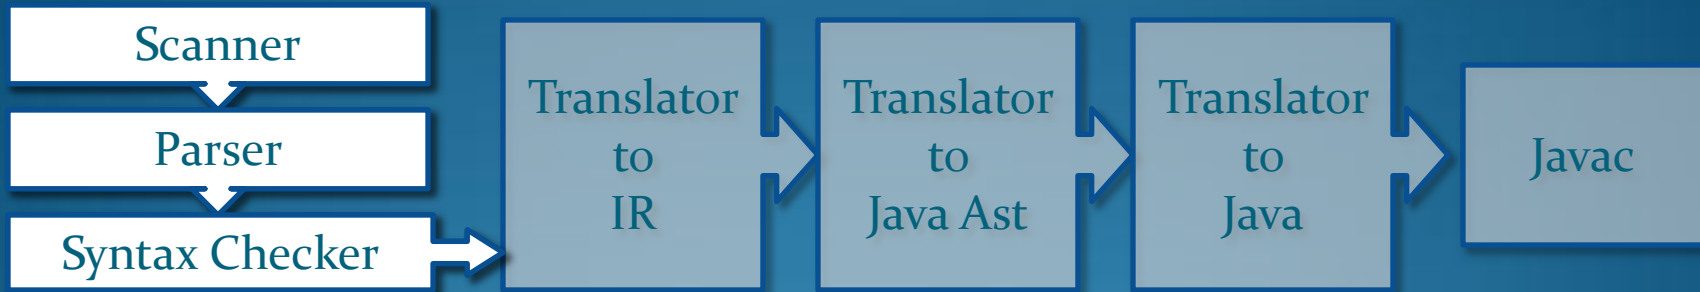 Scanner
Parser
Syntax Checker
Translator
to
IR
Translator
to
Java Ast
Translator
to
Java
Javac